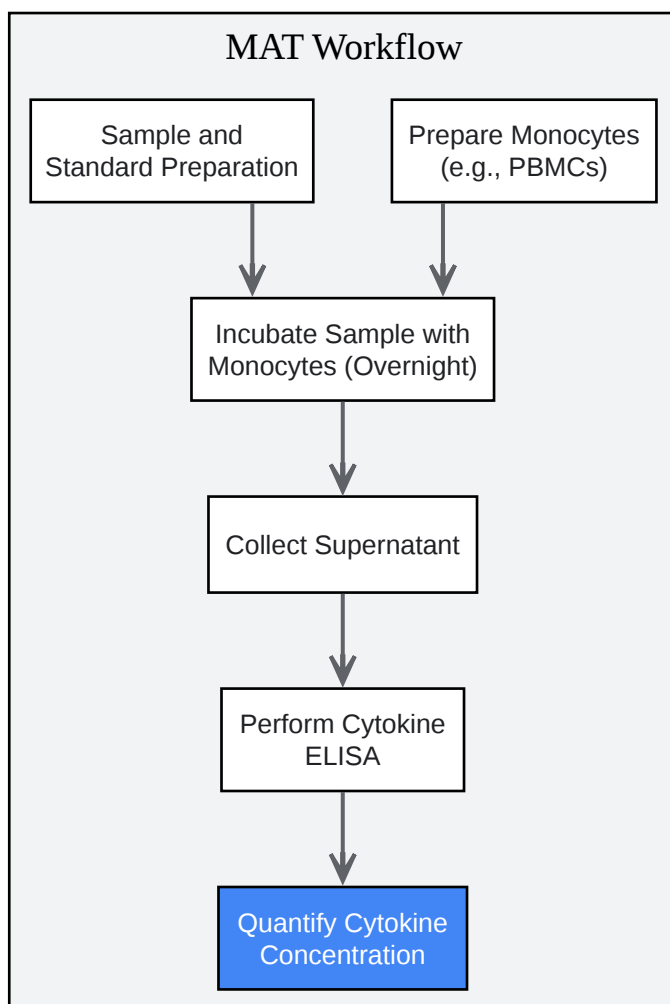 MAT Workflow
Sample and
Standard Preparation
Prepare Monocytes
(e.g., PBMCs)
Incubate Sample with
Monocytes (Overnight)
Collect Supernatant
Perform Cytokine
ELISA
Quantify Cytokine
Concentration